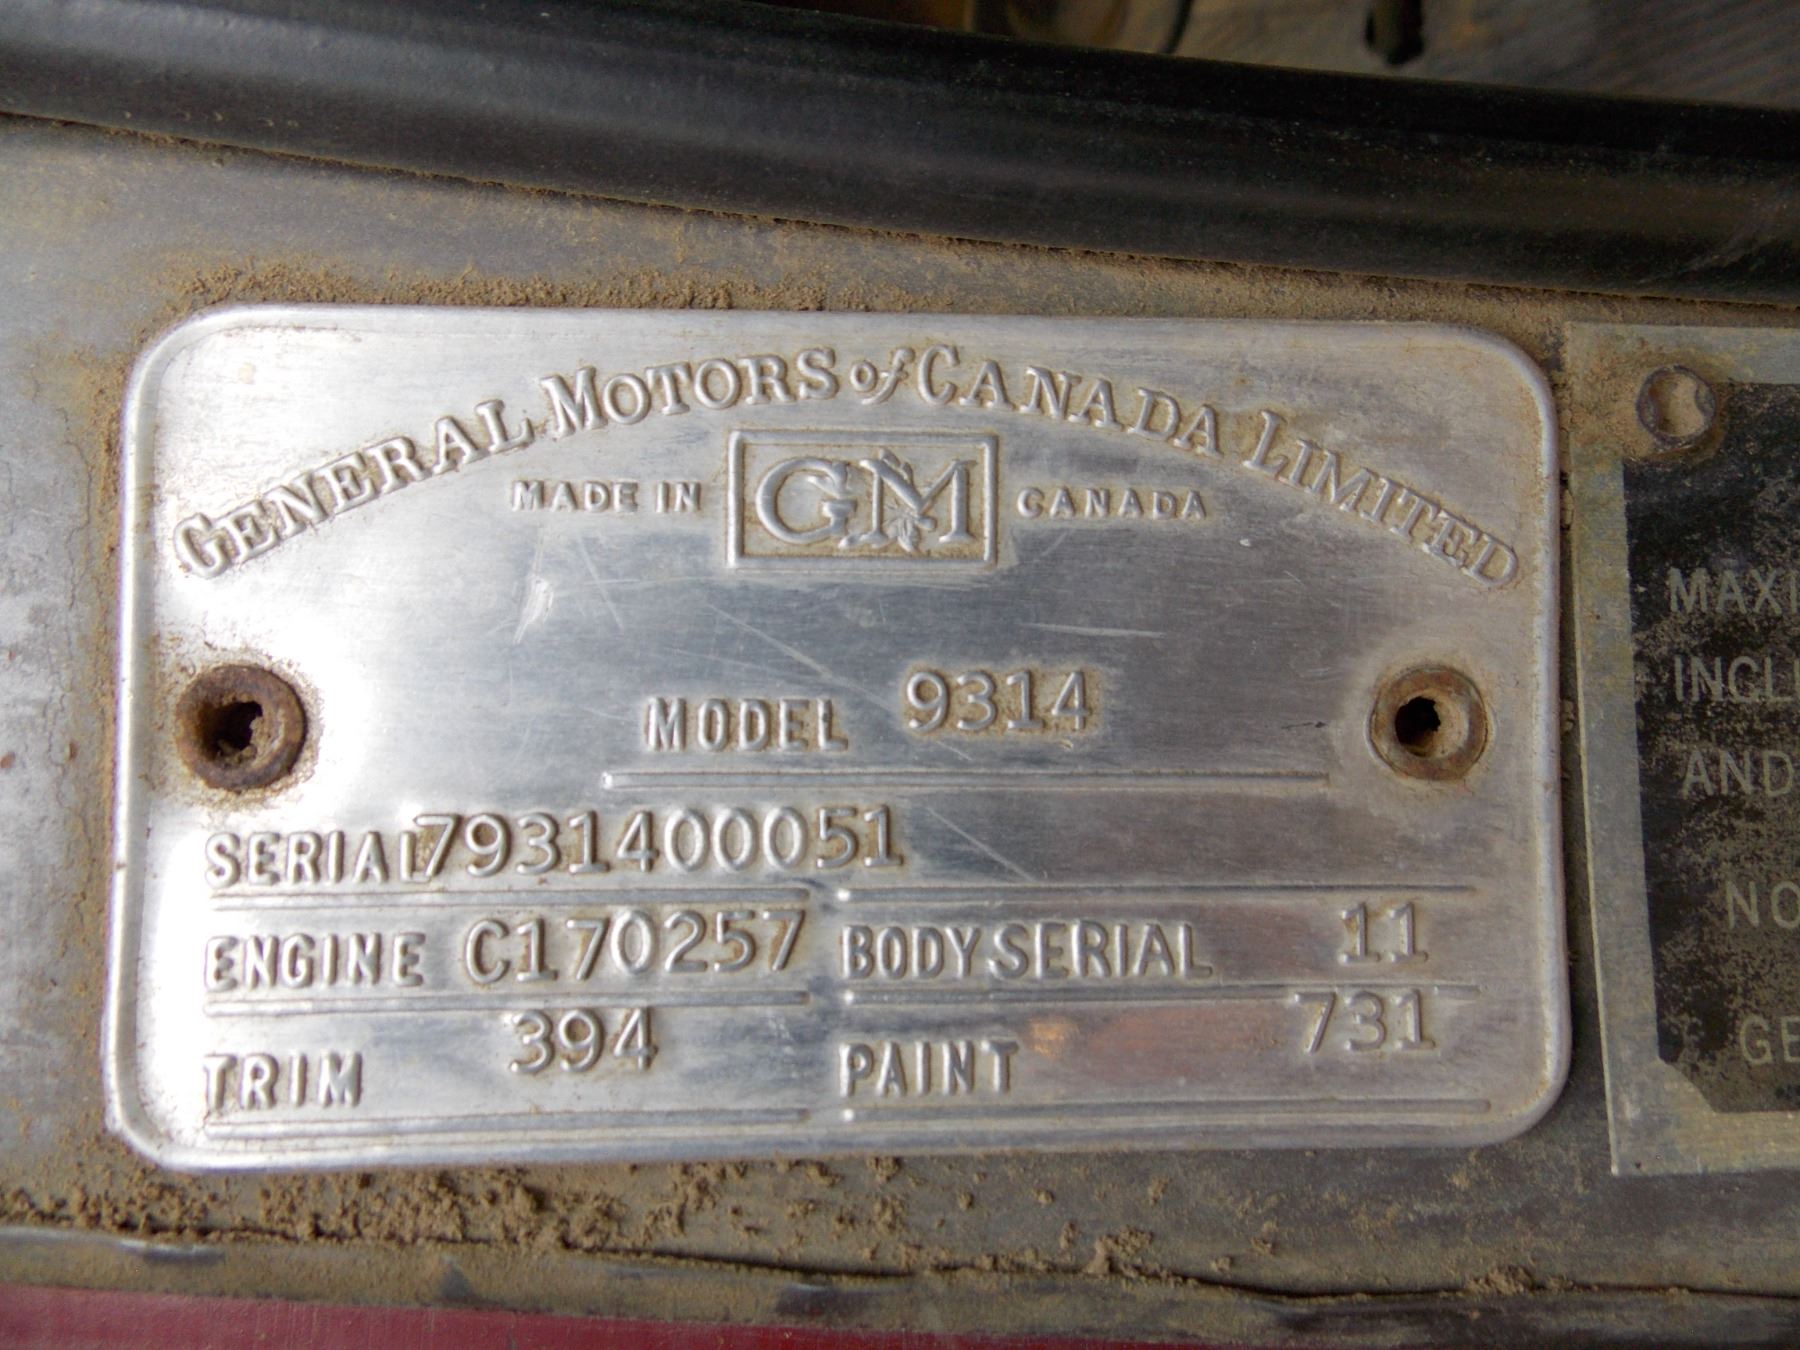 GENERAL MOTORS of CANADA LIMITED
MADE IN GM CANADA
MODEL 9314
SERIAL 7931400051
ENGINE C170257 BODY SERIAL 11
TRIM 394 PAINT 731
MAXI
INCL
AND
NO
GE